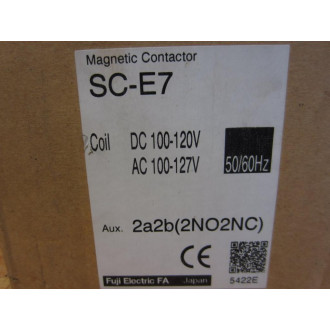 Magnetic Contactor
SC-E7
Coil DC 100-120V
AC 100-127V 50/60Hz
Aux. 2a2b(2NO2NC)
CE
Fuji Electric FA Japan 5422E